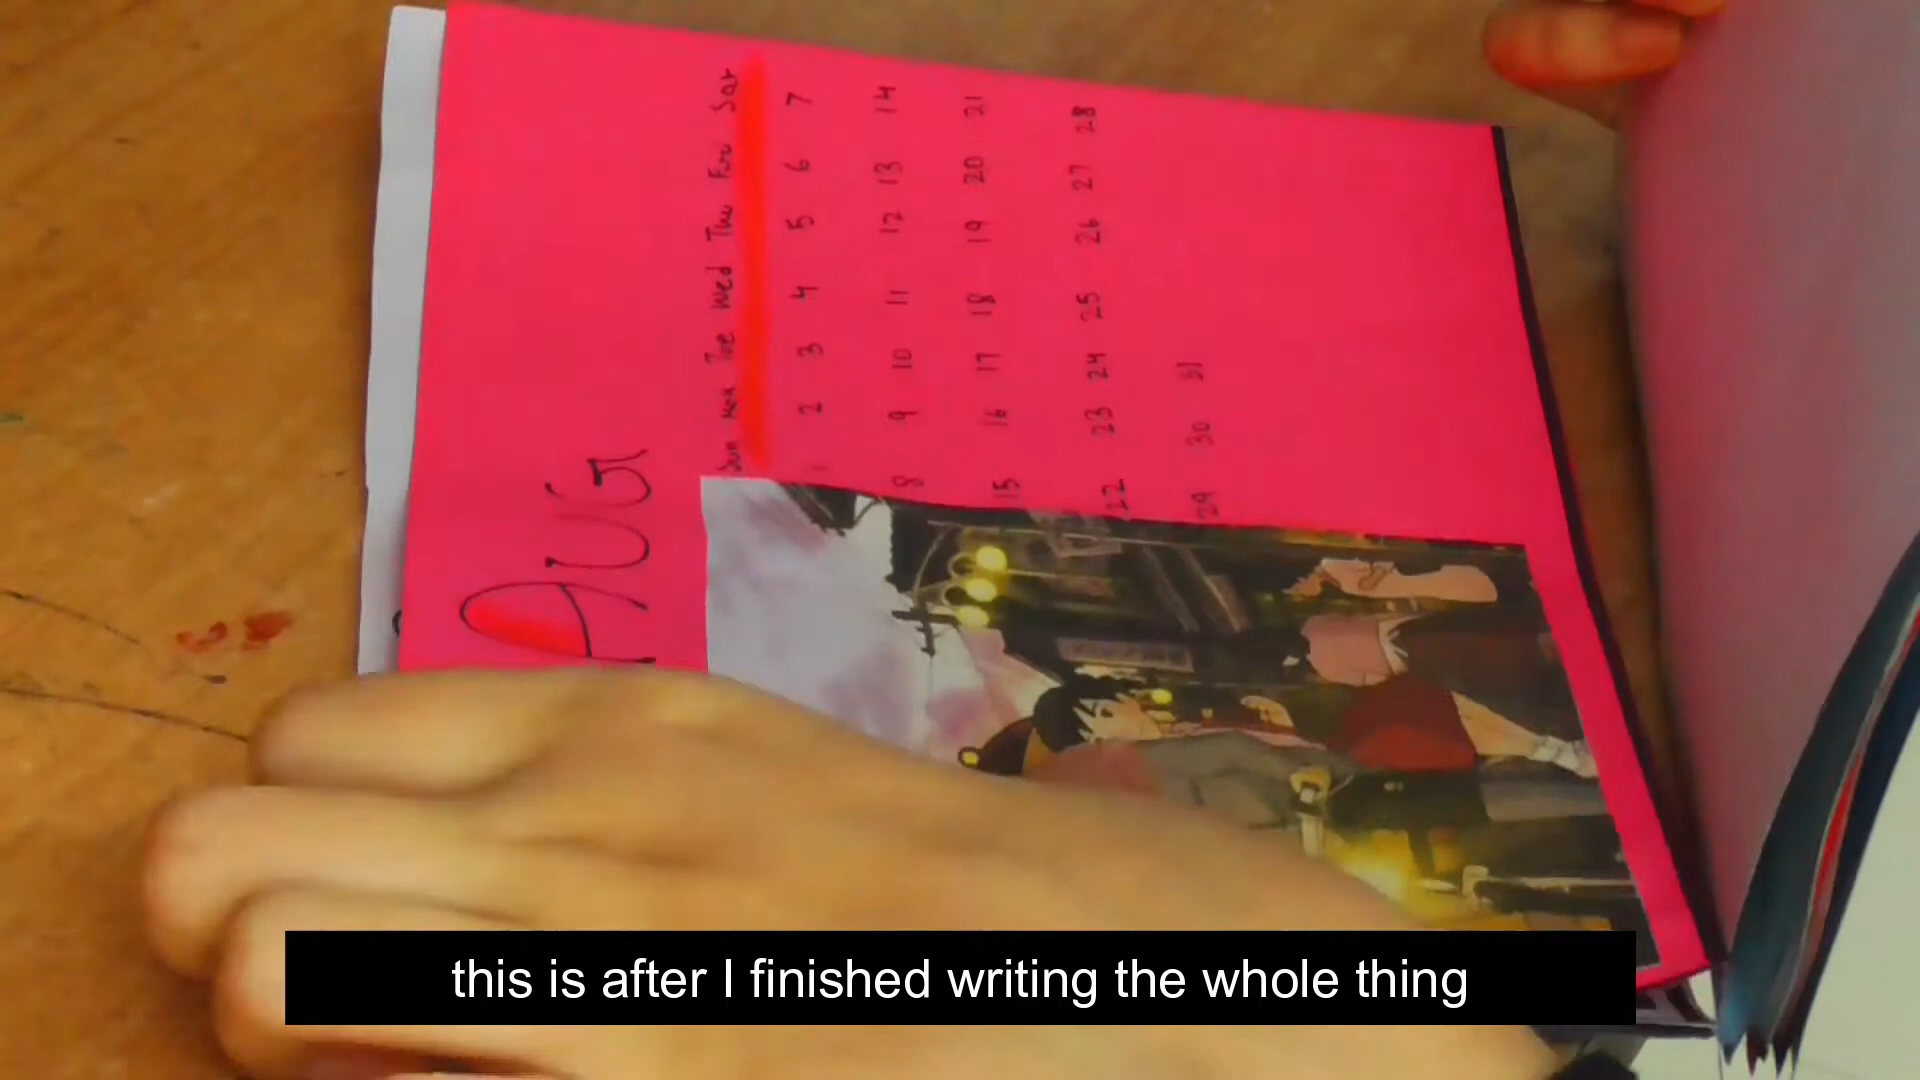 AUG
Sun Mon Tue Wed Thu Fri Sat
1 2 3 4 5 6 7
8 9 10 11 12 13 14
15 16 17 18 19 20 21
22 23 24 25 26 27 28
29 30 31
this is after I finished writing the whole thing